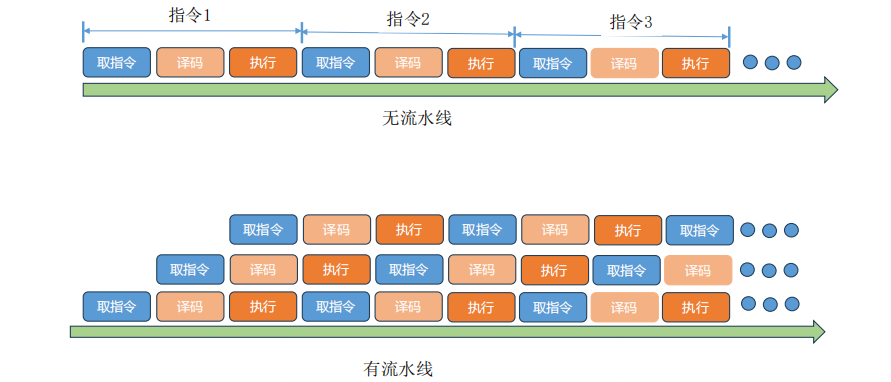 指令1 指令2 指令3
取指令 译码 执行 取指令 译码 执行 取指令 译码 执行
无流水线
取指令 译码 执行 取指令 译码 执行 取指令
取指令 译码 执行 取指令 译码 执行 取指令 译码
取指令 译码 执行 取指令 译码 执行 取指令 译码 执行
有流水线